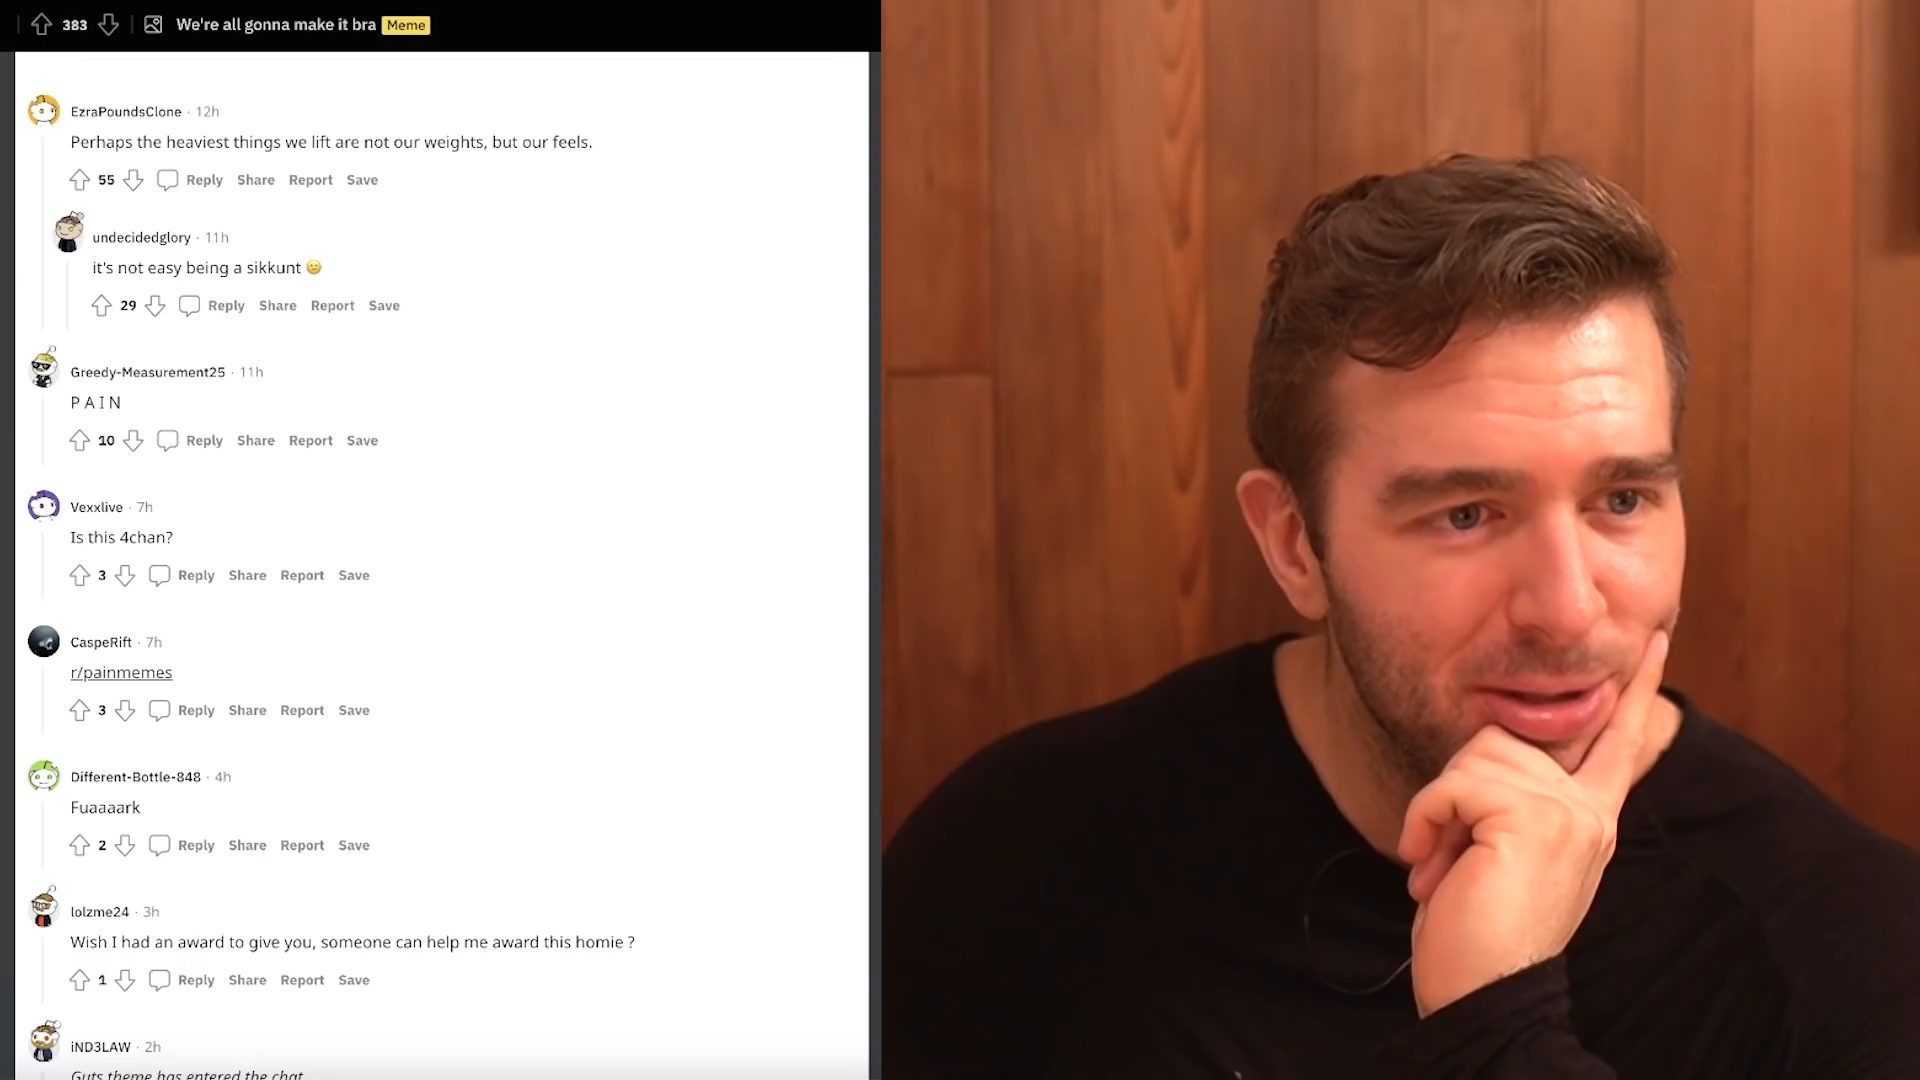 383 We're all gonna make it bra Meme
EzraPoundsClone · 12h
Perhaps the heaviest things we lift are not our weights, but our feels.
55 Reply Share Report Save
undecidedglory · 11h
it's not easy being a sikkunt 😐
29 Reply Share Report Save
Greedy-Measurement25 · 11h
P A I N
10 Reply Share Report Save
Vexxlive · 7h
Is this 4chan?
3 Reply Share Report Save
CaspeRift · 7h
r/painmemes
3 Reply Share Report Save
Different-Bottle-848 · 4h
Fuaaaark
2 Reply Share Report Save
lolzme24 · 3h
Wish I had an award to give you, someone can help me award this homie ?
1 Reply Share Report Save
iND3LAW · 2h
Guts theme has entered the chat